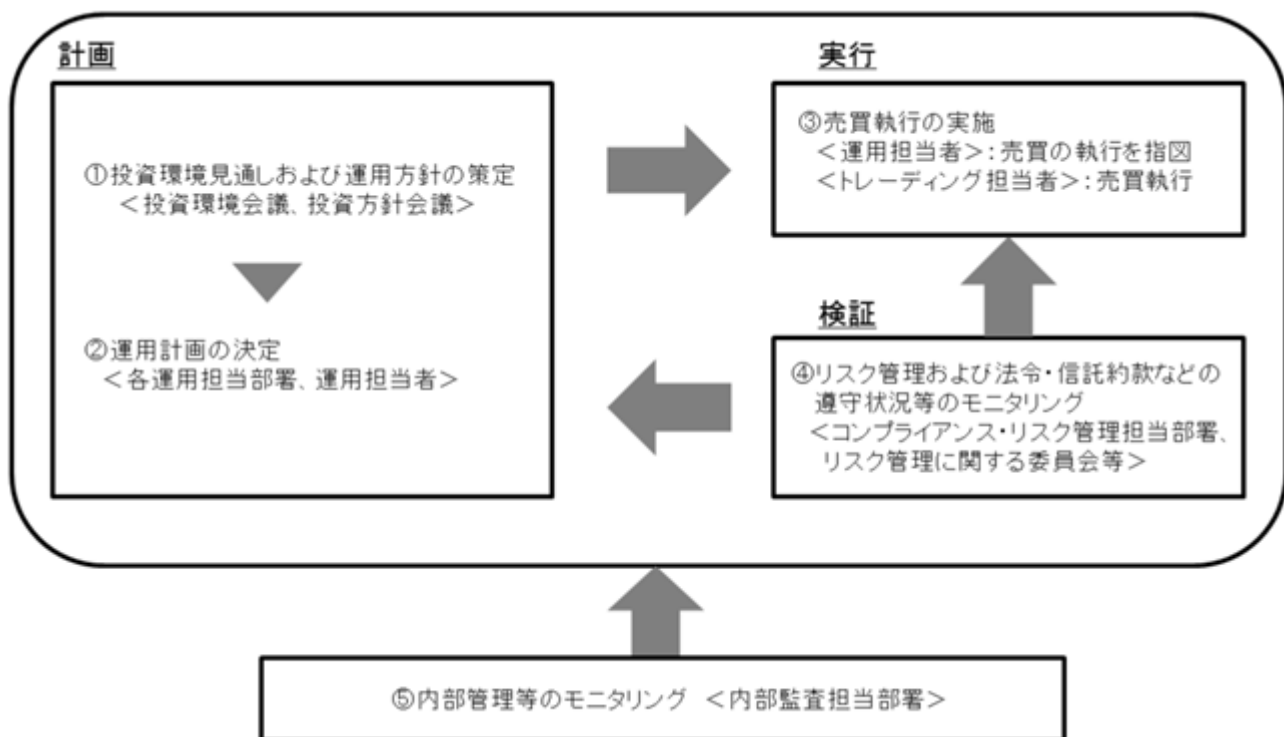 計画
①投資環境見通しおよび運用方針の策定
＜投資環境会議、投資方針会議＞
②運用計画の決定
＜各運用担当部署、運用担当者＞
実行
③売買執行の実施
＜運用担当者＞：売買の執行を指図
＜トレーディング担当者＞：売買執行
検証
④リスク管理および法令・信託約款などの
遵守状況等のモニタリング
＜コンプライアンス・リスク管理担当部署、
リスク管理に関する委員会等＞
⑤内部管理等のモニタリング ＜内部監査担当部署＞